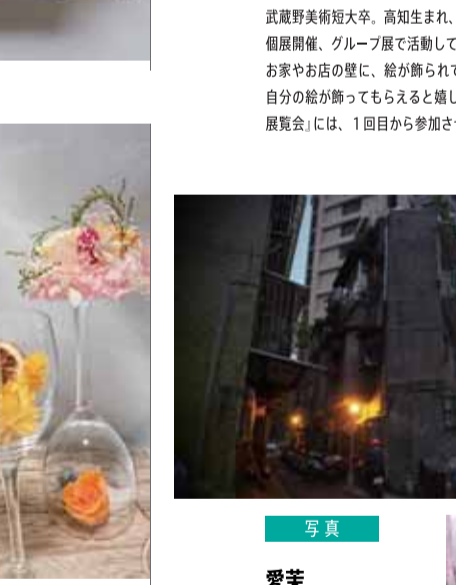 武蔵野美術短大卒。高知生まれ、
個展開催、グループ展で活動して
お家やお店の壁に、絵が飾られて
自分の絵が飾ってもらえると嬉し
展覧会』には、1回目から参加さ
写真
愛茉